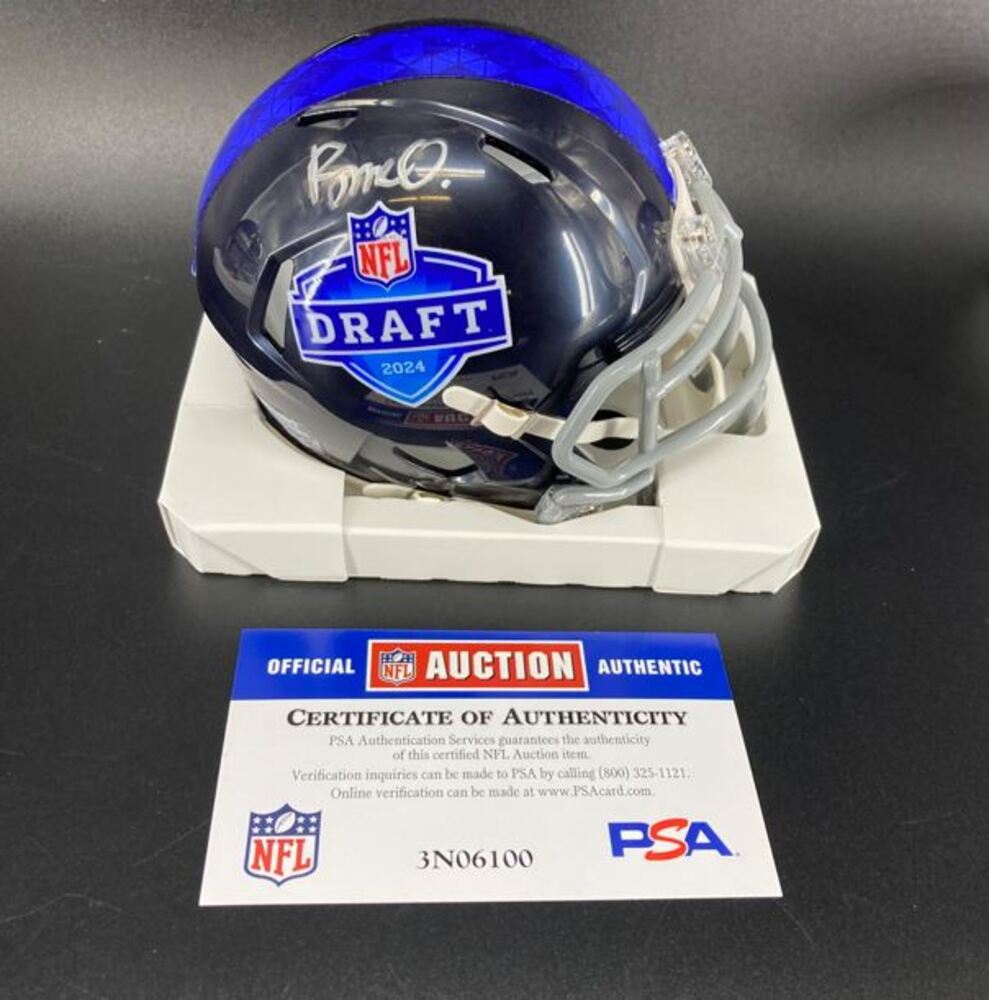 Rome O.
NFL
DRAFT
2024
OFFICIAL NFL AUCTION AUTHENTIC
CERTIFICATE OF AUTHENTICITY
PSA Authentication Services guarantees the authenticity
of this certified NFL Auction item.
Verification inquiries can be made to PSA by calling (800) 325-1121.
Online verification can be made at www.PSAcard.com.
NFL
3N06100
PSA